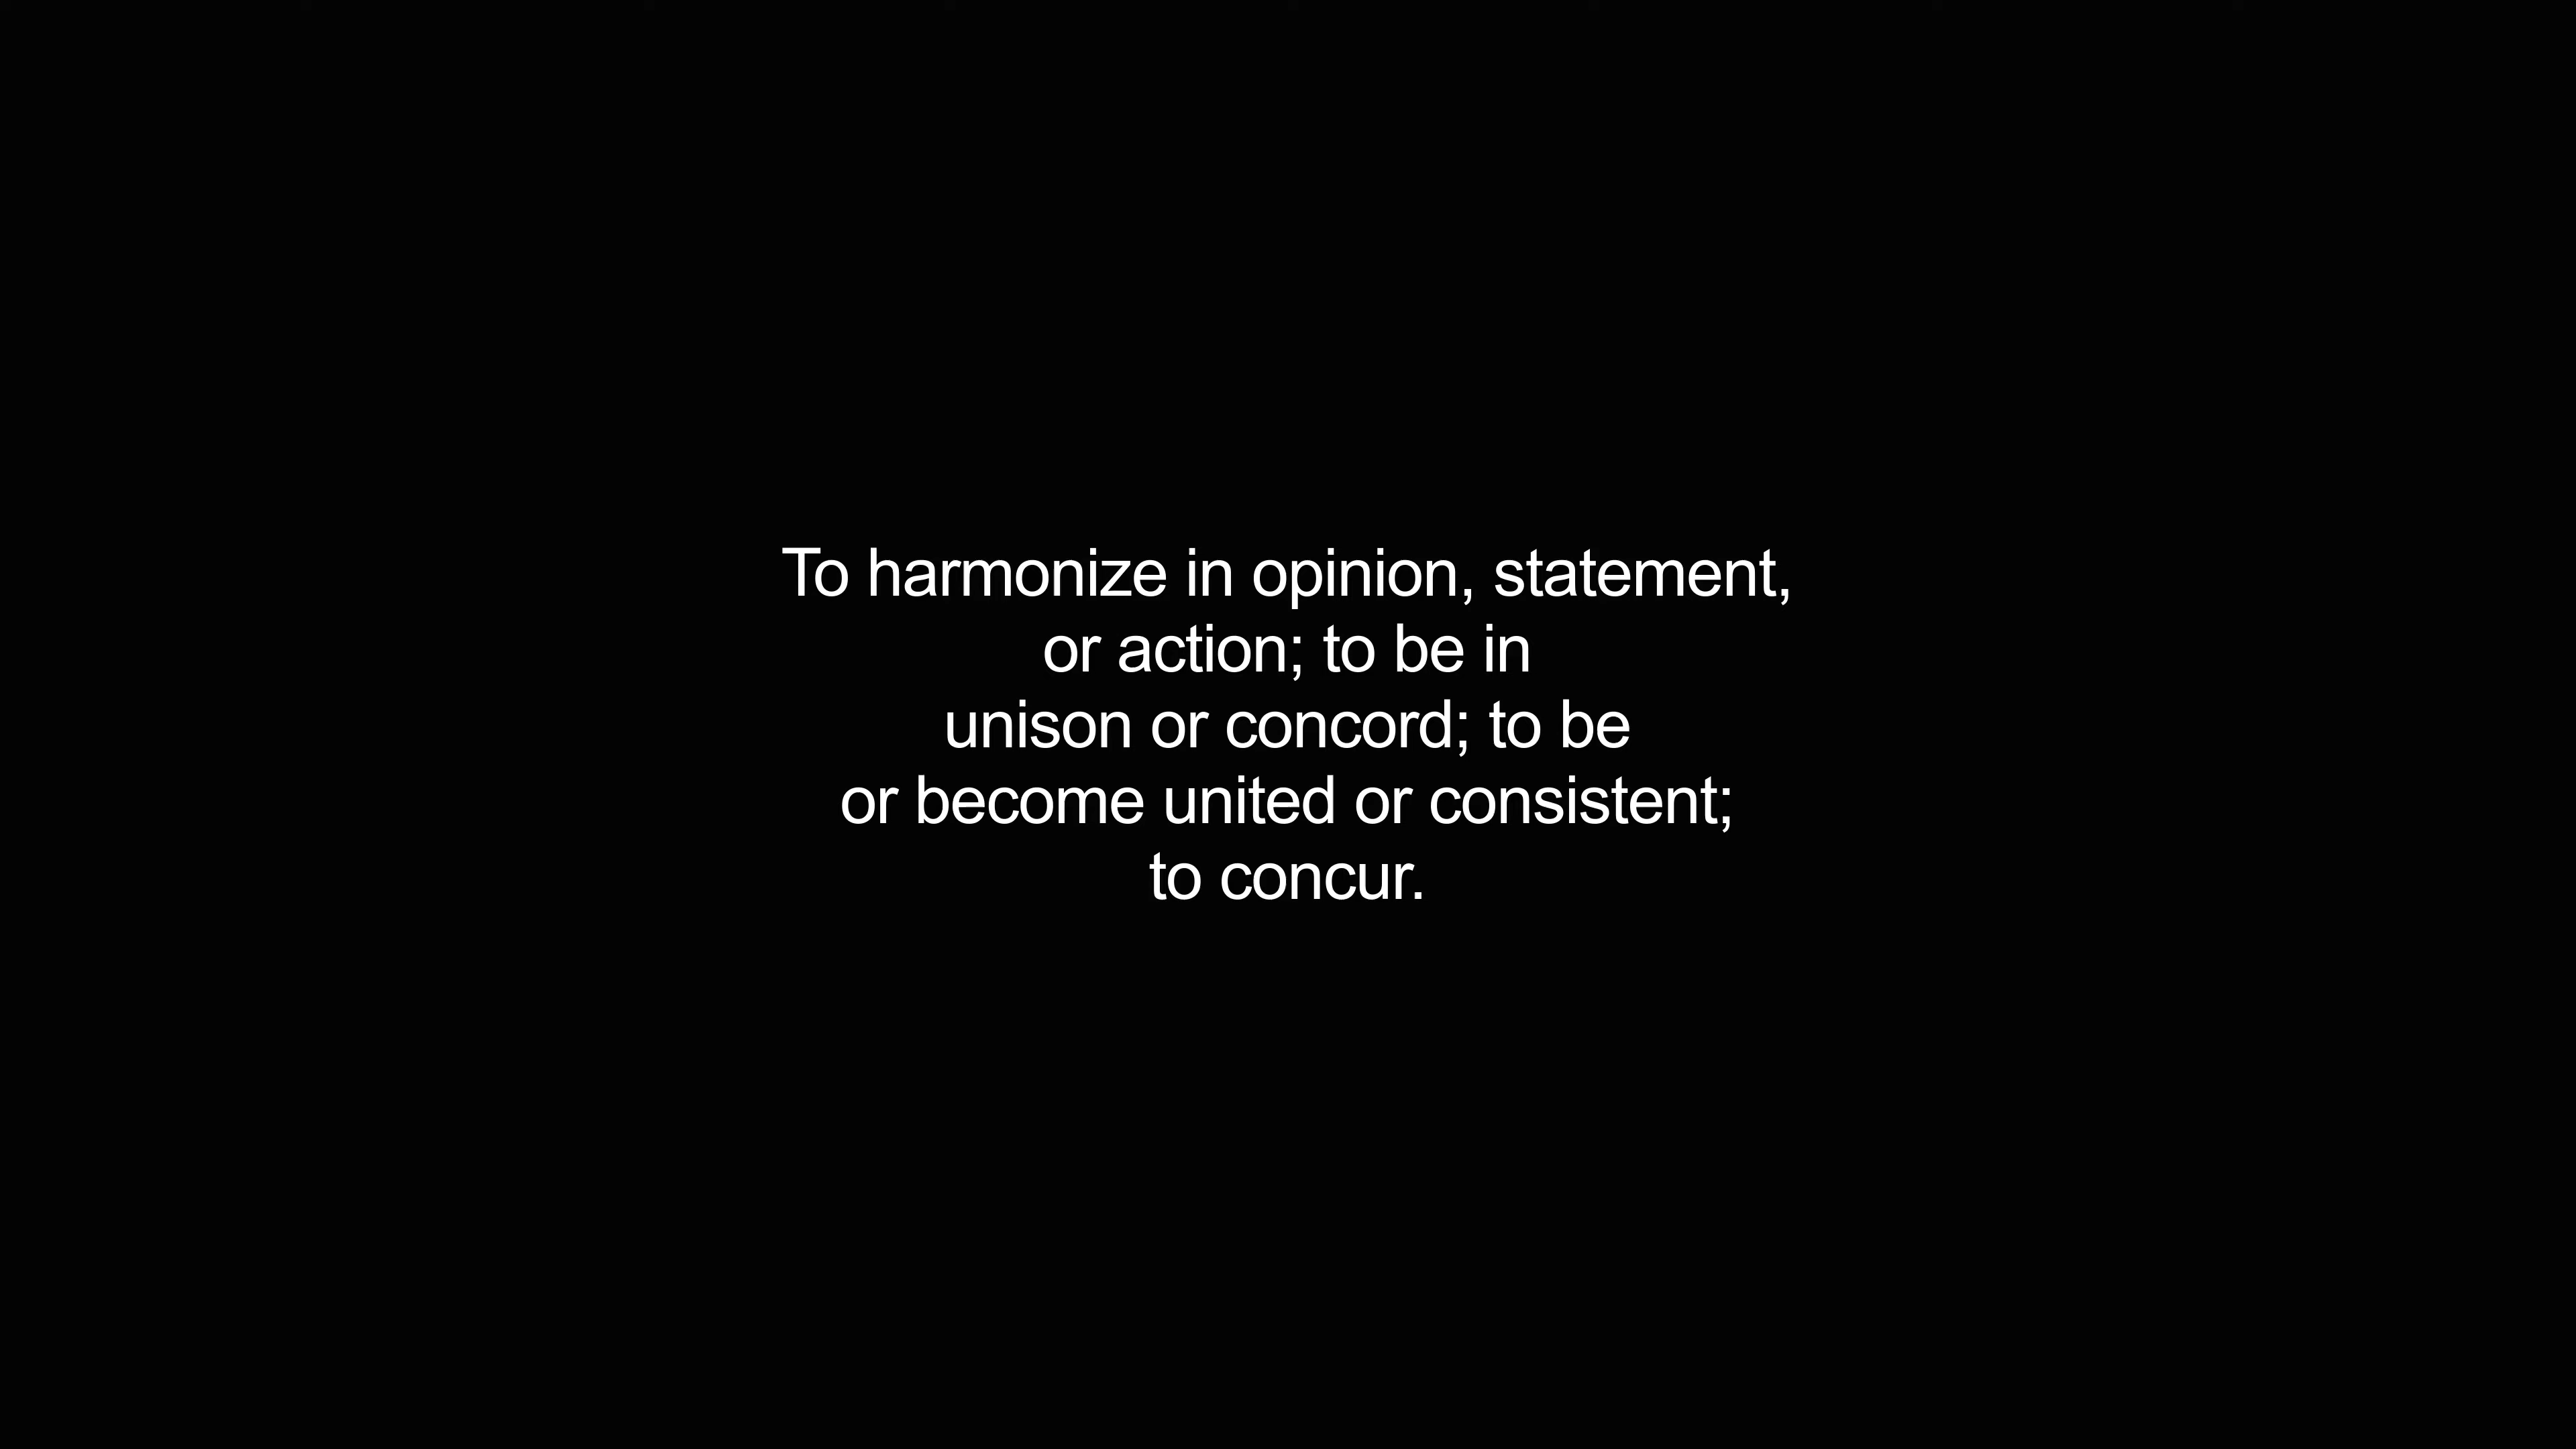 To harmonize in opinion, statement,
or action; to be in
unison or concord; to be
or become united or consistent;
to concur.